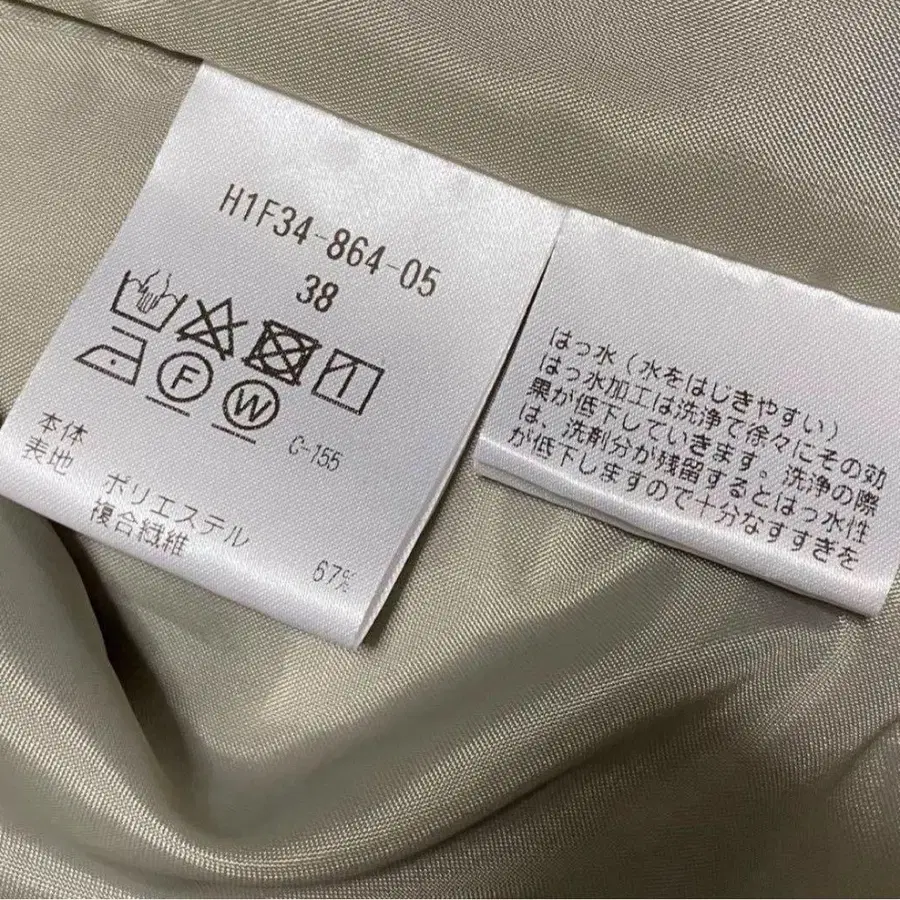 H1F34-864-05
38
F
W
C-155
本体
表地
ポリエステル
複合繊維
67%
はっ水(水をはじきやすい)
はっ水加工は洗浄で徐々にその効
果が低下していきます。洗浄の際
は、洗剤分が残留するとはっ水性
が低下しますので十分なすすぎを